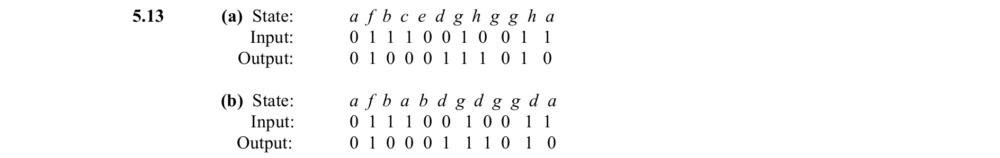 5.13 (a) State: a f b c e d g h g g h a
Input: 0 1 1 1 0 0 1 0 0 1 1
Output: 0 1 0 0 0 1 1 1 0 1 0
(b) State: a f b a b d g d g g d a
Input: 0 1 1 1 0 0 1 0 0 1 1
Output: 0 1 0 0 0 1 1 1 0 1 0